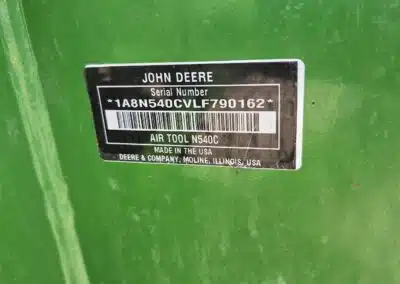 JOHN DEERE
Serial Number
*1A8N540CVLF790162*
AIR TOOL N540C
MADE IN THE USA
DEERE & COMPANY, MOLINE, ILLINOIS, USA